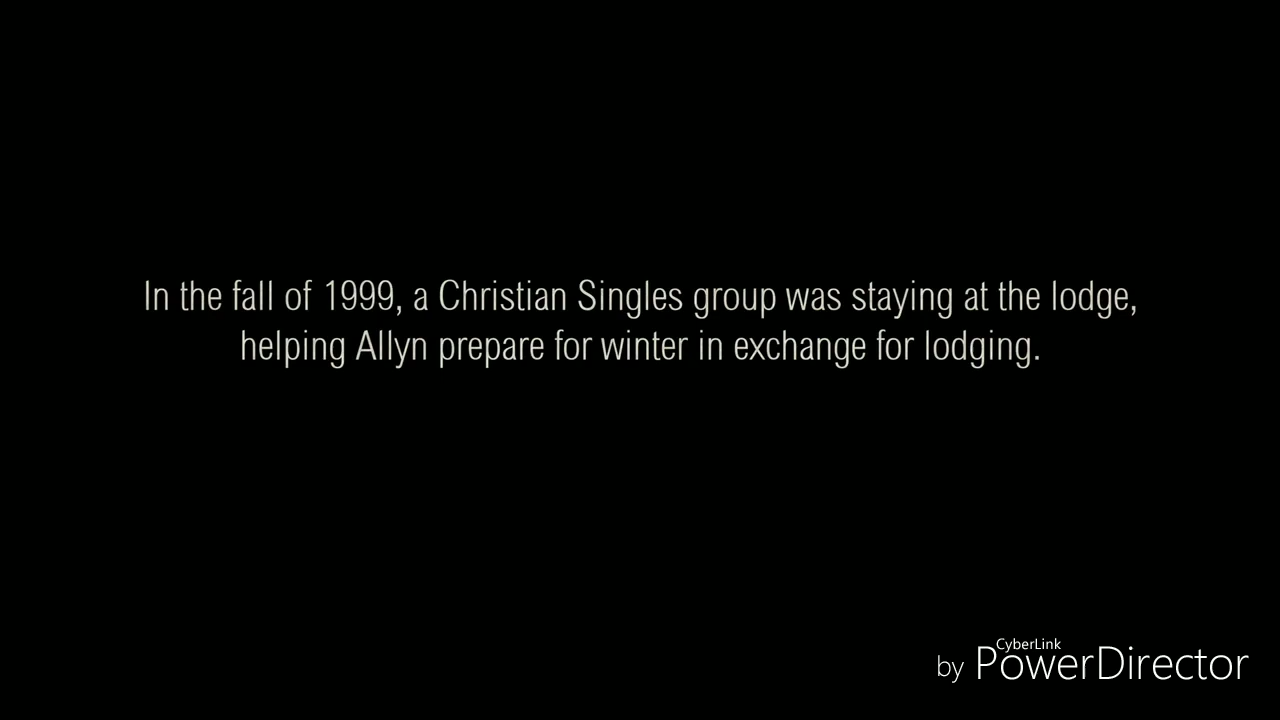 In the fall of 1999, a Christian Singles group was staying at the lodge,
helping Allyn prepare for winter in exchange for lodging.
CyberLink
by PowerDirector